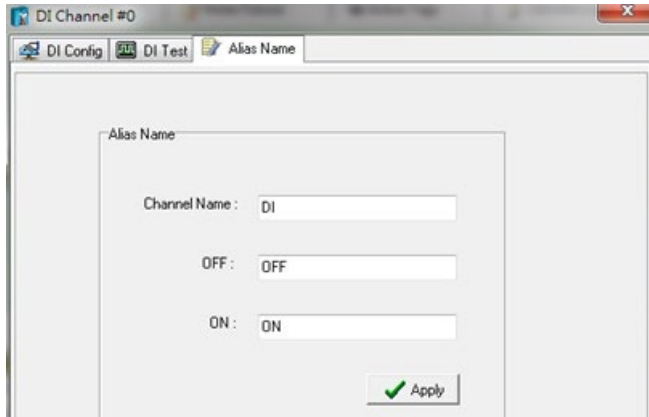 DI Channel #0
DI Config DI Test Alias Name
Alias Name
Channel Name : DI
OFF : OFF
ON : ON
Apply